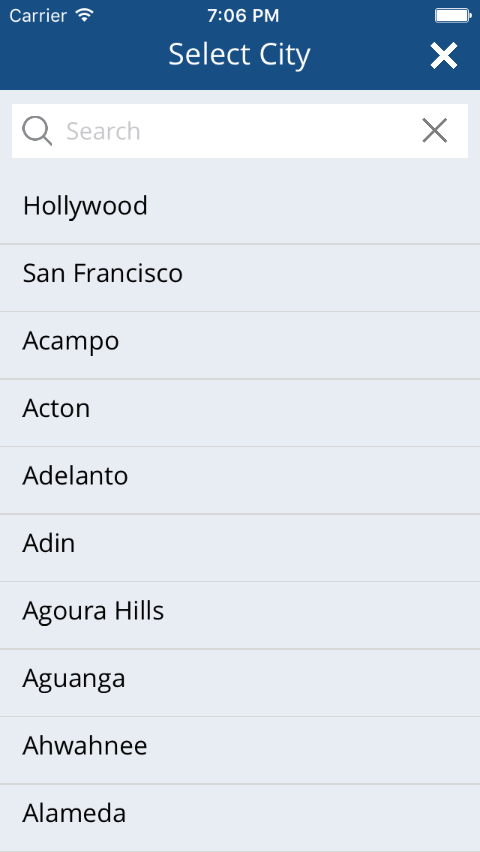 Carrier 7:06 PM
Select City
Search
Hollywood
San Francisco
Acampo
Acton
Adelanto
Adin
Agoura Hills
Aguanga
Ahwahnee
Alameda